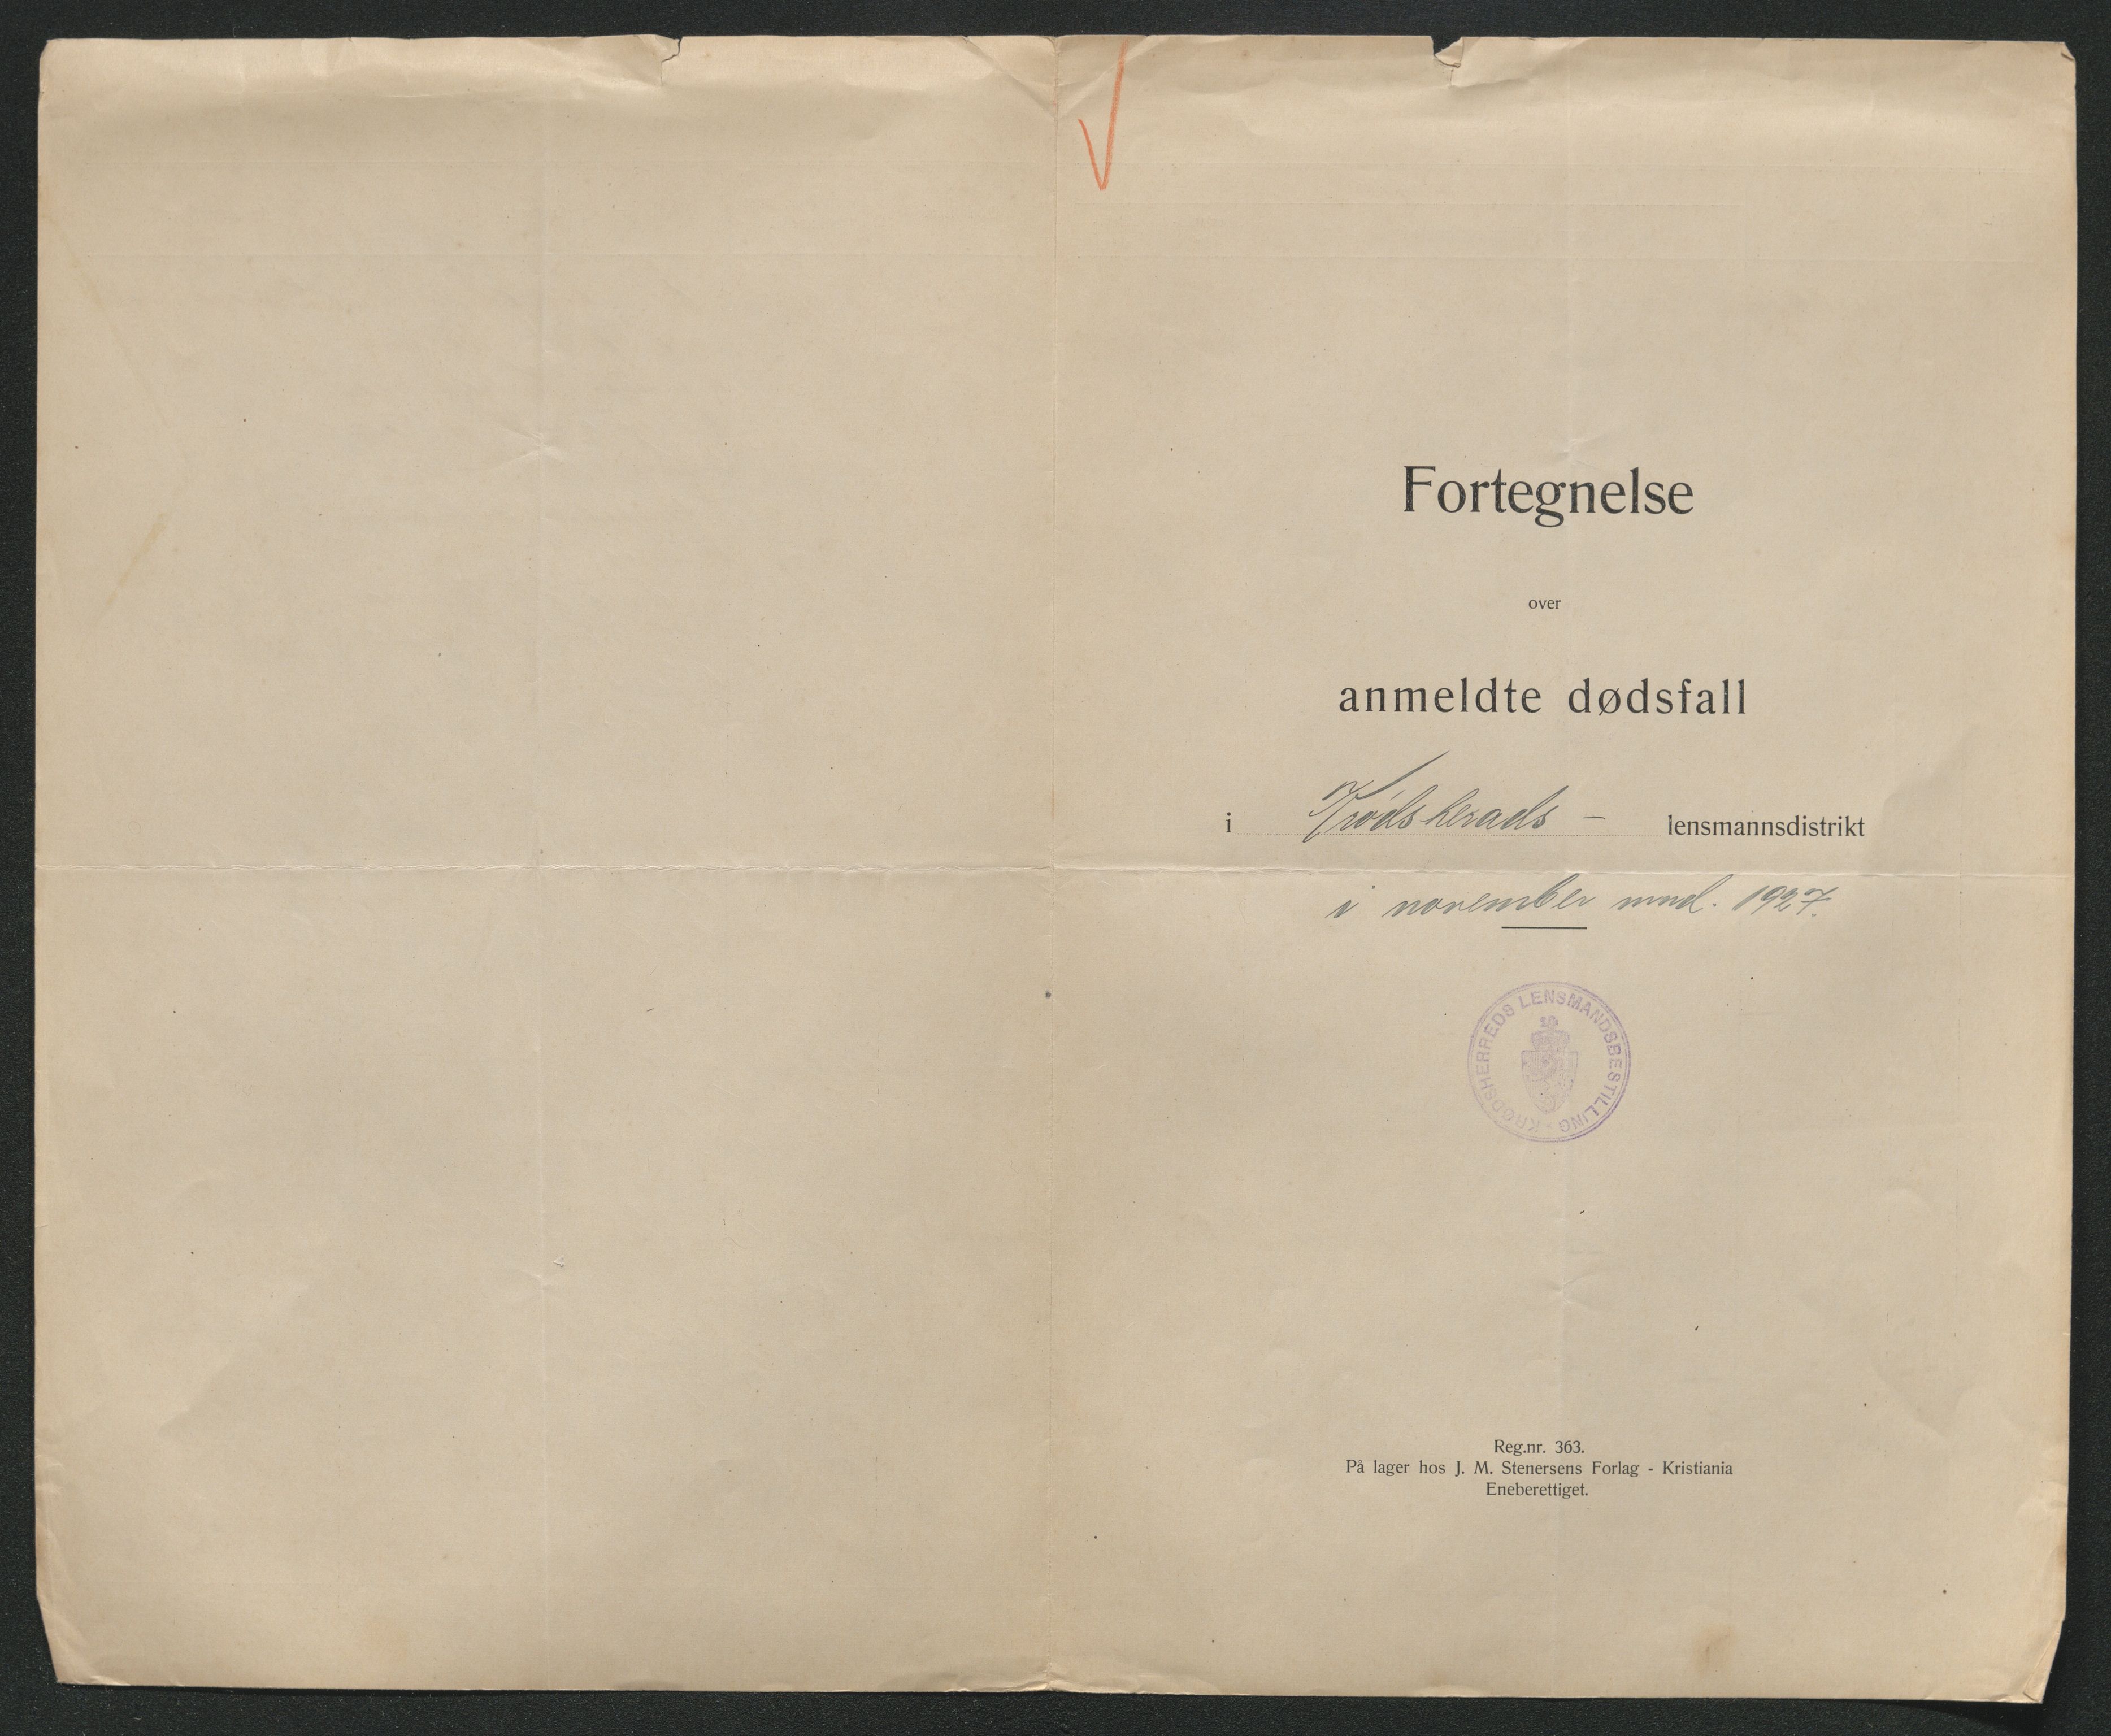 Fortegnelse
over
anmeldte dødsfall
i Krødsherads - lensmannsdistrikt
i november mnd. 1927.
KRØDSHERREDS LENSMANDSBESTILLING
Reg.nr. 363.
På lager hos J. M. Stenersens Forlag - Kristiania
Eneberettiget.